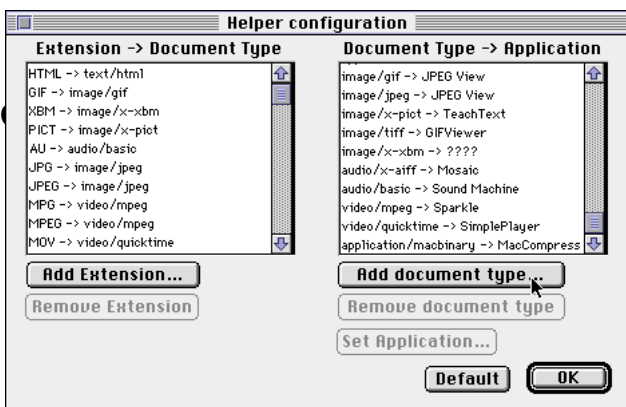 Helper configuration
Extension -> Document Type
HTML -> text/html
GIF -> image/gif
XBM -> image/x-xbm
PICT -> image/x-pict
AU -> audio/basic
JPG -> image/jpeg
JPEG -> image/jpeg
MPG -> video/mpeg
MPEG -> video/mpeg
MOV -> video/quicktime
Add Extension...
Remove Extension
Document Type -> Application
image/gif -> JPEG View
image/jpeg -> JPEG View
image/x-pict -> TeachText
image/tiff -> GIFViewer
image/x-xbm -> ????
audio/x-aiff -> Mosaic
audio/basic -> Sound Machine
video/mpeg -> Sparkle
video/quicktime -> SimplePlayer
application/macbinary -> MacCompress
Add document type...
Remove document type
Set Application...
Default
OK